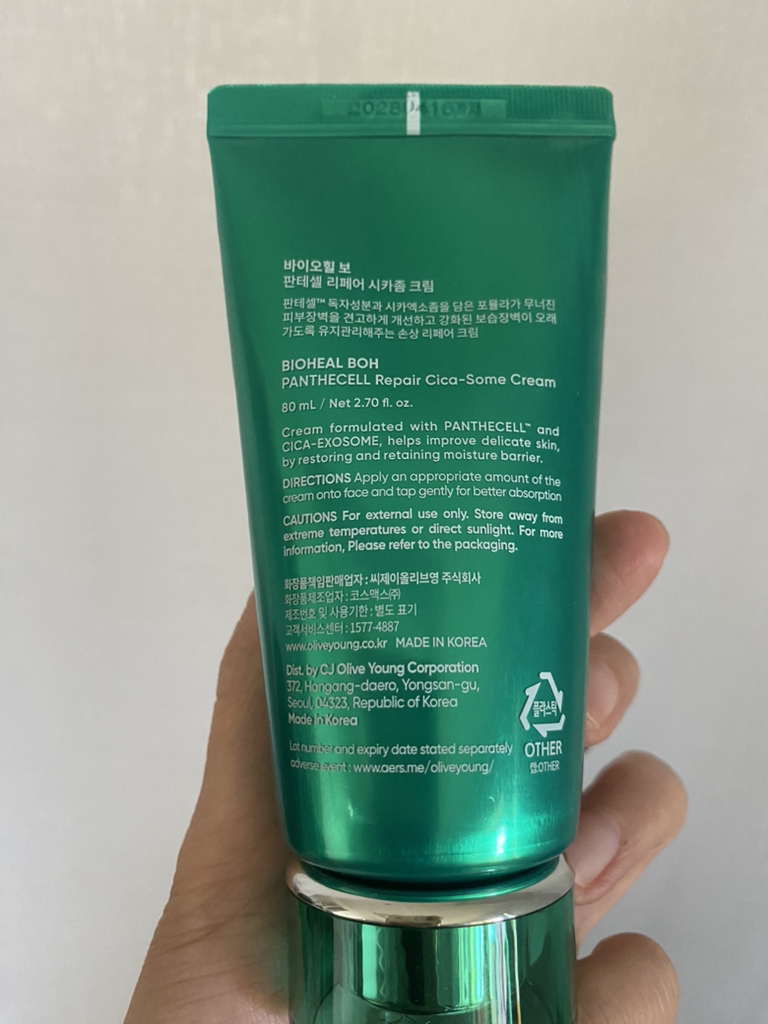 20280416까지
바이오힐 보
판테셀 리페어 시카좀 크림
판테셀™ 독자성분과 시카엑소좀을 담은 포뮬라가 무너진
피부장벽을 견고하게 개선하고 강화된 보습장벽이 오래
가도록 유지관리해주는 손상 리페어 크림
BIOHEAL BOH
PANTHECELL Repair Cica-Some Cream
80 mL / Net 2.70 fl. oz.
Cream formulated with PANTHECELL™ and
CICA-EXOSOME, helps improve delicate skin,
by restoring and retaining moisture barrier.
DIRECTIONS Apply an appropriate amount of the
cream onto face and tap gently for better absorption
CAUTIONS For external use only. Store away from
extreme temperatures or direct sunlight. For more
information, Please refer to the packaging.
화장품책임판매업자 : 씨제이올리브영 주식회사
화장품제조업자 : 코스맥스(주)
제조번호 및 사용기한 : 별도 표기
고객서비스센터 : 1577-4887
www.oliveyoung.co.kr MADE IN KOREA
Dist. by CJ Olive Young Corporation
372, Hangang-daero, Yongsan-gu,
Seoul, 04323, Republic of Korea
Made in Korea
Lot number and expiry date stated separately
adverse event : www.aers.me/oliveyoung/
플라스틱
OTHER
캡:OTHER